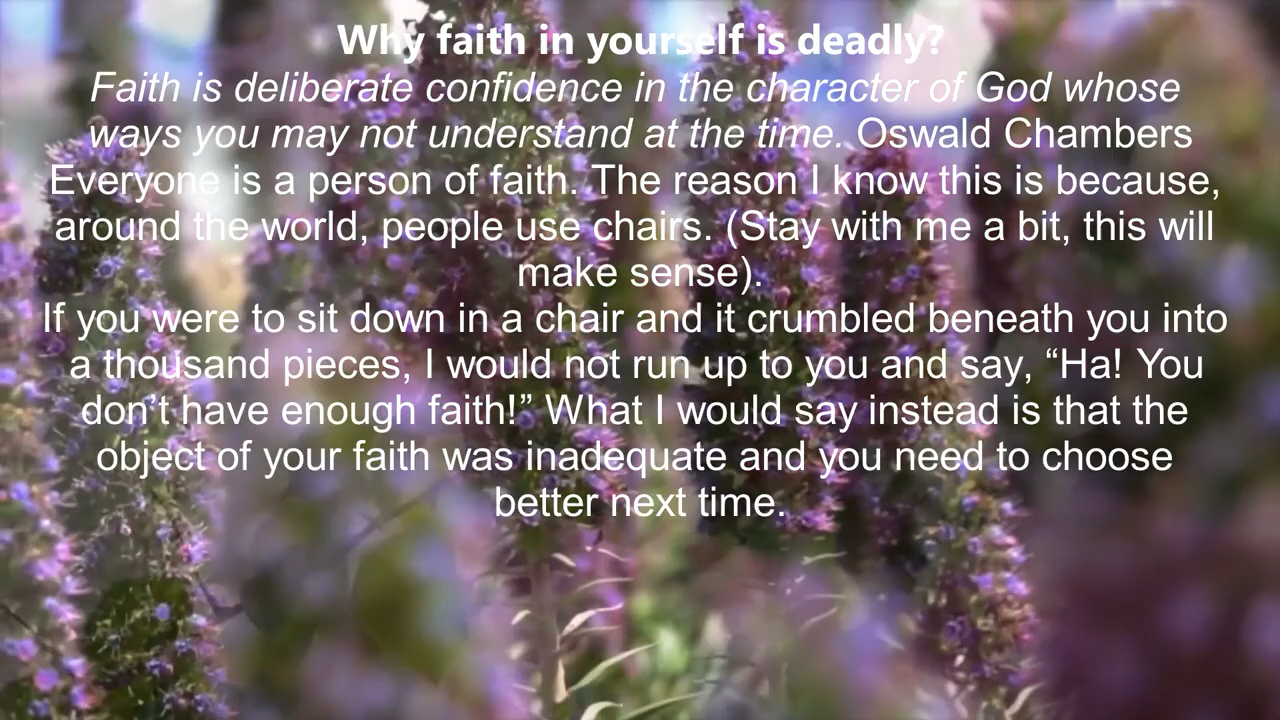 Why faith in yourself is deadly?
Faith is deliberate confidence in the character of God whose
ways you may not understand at the time. Oswald Chambers
Everyone is a person of faith. The reason I know this is because,
around the world, people use chairs. (Stay with me a bit, this will
make sense).
If you were to sit down in a chair and it crumbled beneath you into
a thousand pieces, I would not run up to you and say, “Ha! You
don’t have enough faith!” What I would say instead is that the
object of your faith was inadequate and you need to choose
better next time.